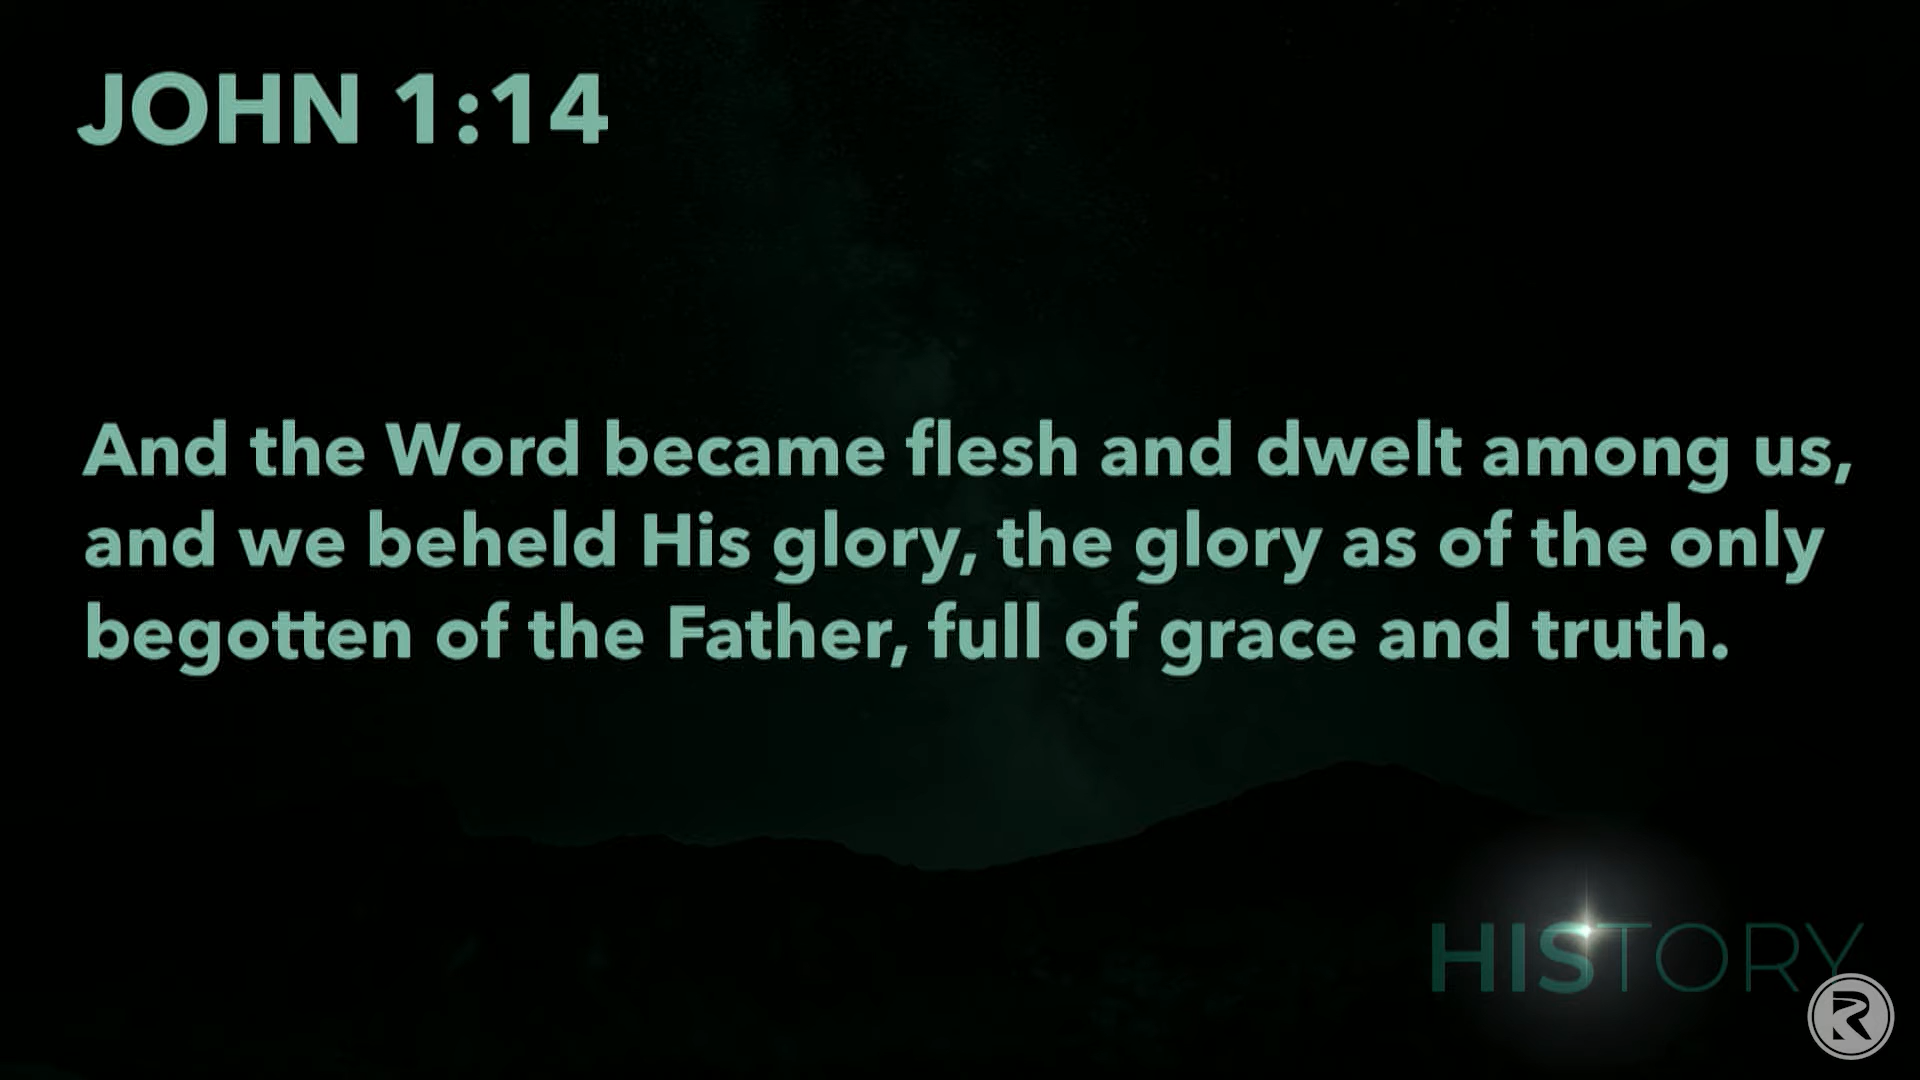 JOHN 1:14
And the Word became flesh and dwelt among us,
and we beheld His glory, the glory as of the only
begotten of the Father, full of grace and truth.
HISTORY
R